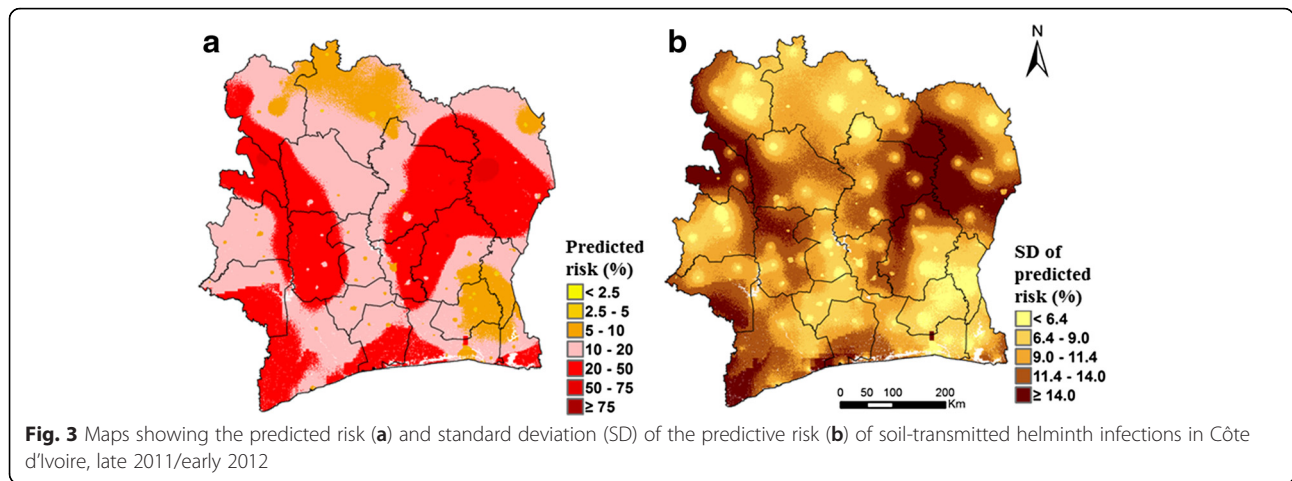 a
b
N
Predicted
risk (%)
< 2.5
2.5 - 5
5 - 10
10 - 20
20 - 50
50 - 75
≥ 75
SD of
predicted
risk (%)
< 6.4
6.4 - 9.0
9.0 - 11.4
11.4 - 14.0
≥ 14.0
0 50 100 200
Km
Fig. 3 Maps showing the predicted risk (a) and standard deviation (SD) of the predictive risk (b) of soil-transmitted helminth infections in Côte
d'Ivoire, late 2011/early 2012